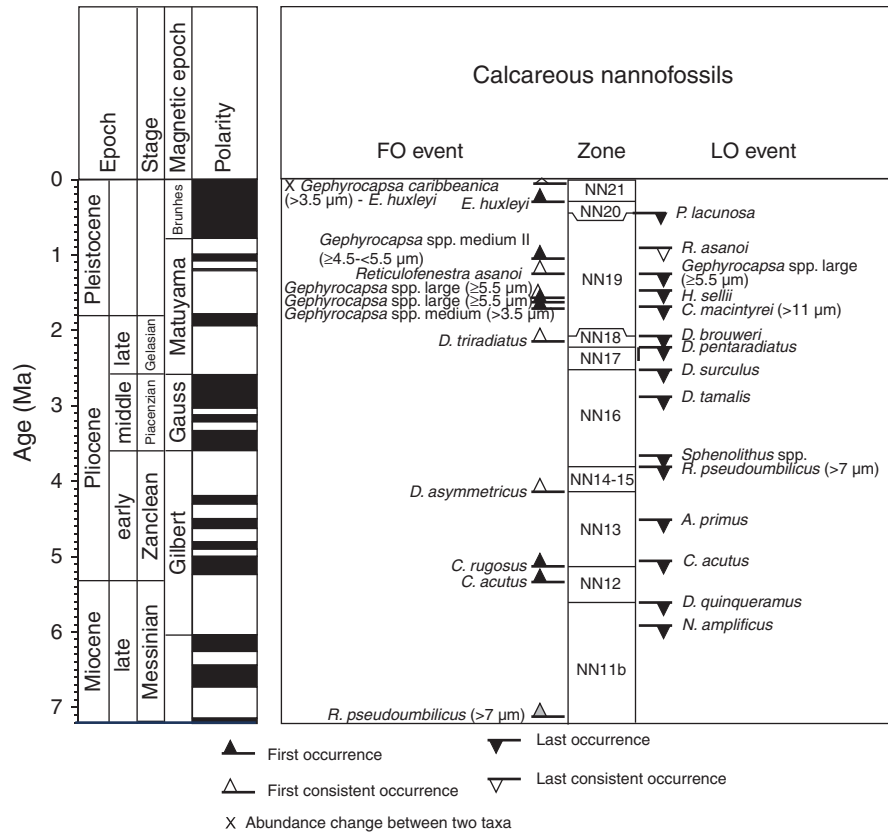 Calcareous nannofossils
Epoch
Stage
Magnetic epoch
Polarity
FO event
Zone
LO event
Age (Ma)
0
1
2
3
4
5
6
7
Pleistocene
Pliocene
Miocene
late
middle
early
late
Gelasian
Piacenzian
Zanclean
Messinian
Brunhes
Matuyama
Gauss
Gilbert
X Gephyrocapsa caribbeanica
(>3.5 µm) - E. huxleyi
E. huxleyi
Gephyrocapsa spp. medium II
(≥4.5-<5.5 µm)
Reticulofenestra asanoi
Gephyrocapsa spp. large (≥5.5 µm)
Gephyrocapsa spp. large (≥5.5 µm)
Gephyrocapsa spp. medium (>3.5 µm)
D. triradiatus
D. asymmetricus
C. rugosus
C. acutus
R. pseudoumbilicus (>7 µm)
NN21
NN20
NN19
NN18
NN17
NN16
NN14-15
NN13
NN12
NN11b
P. lacunosa
R. asanoi
Gephyrocapsa spp. large
(≥5.5 µm)
H. sellii
C. macintyrei (>11 µm)
D. brouweri
D. pentaradiatus
D. surculus
D. tamalis
Sphenolithus spp.
R. pseudoumbilicus (>7 µm)
A. primus
C. acutus
D. quinqueramus
N. amplificus
First occurrence
Last occurrence
First consistent occurrence
Last consistent occurrence
X Abundance change between two taxa